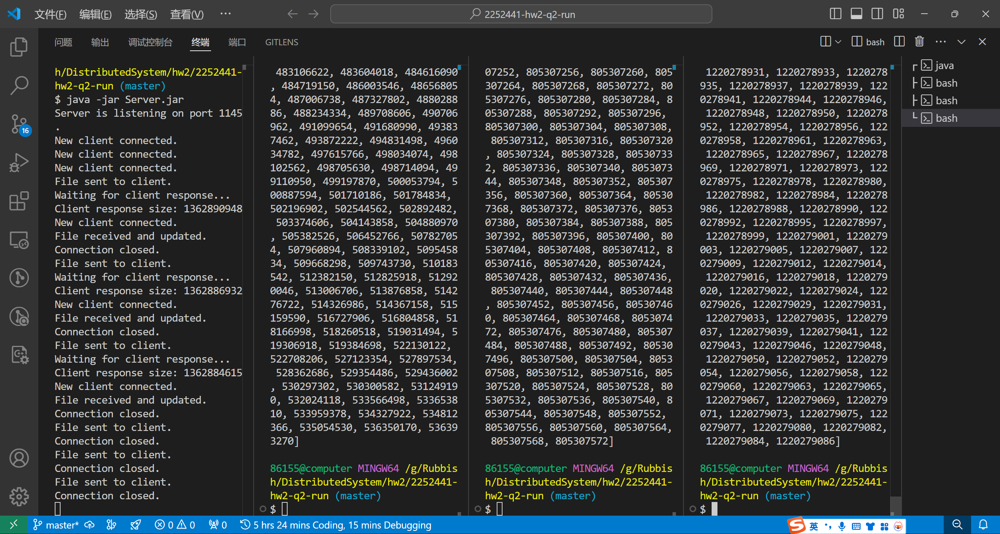 文件(F) 编辑(E) 选择(S) 查看(V) ··· 2252441-hw2-q2-run
问题 输出 调试控制台 终端 端口 GITLENS bash
h/DistributedSystem/hw2/2252441-
hw2-q2-run (master)
$ java -jar Server.jar
Server is listening on port 1145
.
New client connected.
New client connected.
New client connected.
File sent to client.
Waiting for client response...
Client response size: 1362890948
New client connected.
File received and updated.
Connection closed.
File sent to client.
Waiting for client response...
Client response size: 1362886932
New client connected.
File received and updated.
Connection closed.
File sent to client.
Waiting for client response...
Client response size: 1362884615
New client connected.
File received and updated.
Connection closed.
File sent to client.
Connection closed.
File sent to client.
Connection closed.
File sent to client.
Connection closed.
483106622, 483604018, 484616090
, 484719150, 486003546, 48656805
4, 487006738, 487327802, 4880288
86, 488234334, 489708606, 490706
962, 491099654, 491680990, 49383
7462, 493872222, 494831498, 4960
34782, 497615766, 498034074, 498
102562, 498705630, 498714094, 49
9110950, 499197870, 500053794, 5
00887594, 501710186, 501784834,
502196902, 502544562, 502892482,
503374606, 504143858, 504880970
, 505382526, 506452766, 50782705
4, 507960894, 508339102, 5095458
34, 509668298, 509743730, 510183
542, 512382150, 512825918, 51292
0046, 513006706, 513876858, 5142
76722, 514326986, 514367158, 515
159590, 516727906, 516804858, 51
8166998, 518260518, 519031494, 5
19306918, 519384698, 522130122,
522708206, 527123354, 527897534,
528362686, 529354486, 529436002
, 530297302, 530300582, 53124919
0, 532024118, 533566498, 5336538
10, 533959378, 534327922, 534812
366, 535054530, 536350170, 53639
3270]
86155@computer MINGW64 /g/Rubbis
h/DistributedSystem/hw2/2252441-
hw2-q2-run (master)
$
07252, 805307256, 805307260, 805
307264, 805307268, 805307272, 80
5307276, 805307280, 805307284, 8
05307288, 805307292, 805307296,
805307300, 805307304, 805307308,
805307312, 805307316, 805307320
, 805307324, 805307328, 80530733
2, 805307336, 805307340, 8053073
44, 805307348, 805307352, 805307
356, 805307360, 805307364, 80530
7368, 805307372, 805307376, 8053
07380, 805307384, 805307388, 805
307392, 805307396, 805307400, 80
5307404, 805307408, 805307412, 8
05307416, 805307420, 805307424,
805307428, 805307432, 805307436,
805307440, 805307444, 805307448
, 805307452, 805307456, 80530746
0, 805307464, 805307468, 8053074
72, 805307476, 805307480, 805307
484, 805307488, 805307492, 80530
7496, 805307500, 805307504, 8053
07508, 805307512, 805307516, 805
307520, 805307524, 805307528, 80
5307532, 805307536, 805307540, 8
05307544, 805307548, 805307552,
805307556, 805307560, 805307564,
805307568, 805307572]
86155@computer MINGW64 /g/Rubbis
h/DistributedSystem/hw2/2252441-
hw2-q2-run (master)
$
1220278931, 1220278933, 1220278
935, 1220278937, 1220278939, 122
0278941, 1220278944, 1220278946,
1220278948, 1220278950, 1220278
952, 1220278954, 1220278956, 122
0278958, 1220278961, 1220278963,
1220278965, 1220278967, 1220278
969, 1220278971, 1220278973, 122
0278975, 1220278978, 1220278980,
1220278982, 1220278984, 1220278
986, 1220278988, 1220278990, 122
0278992, 1220278995, 1220278997,
1220278999, 1220279001, 1220279
003, 1220279005, 1220279007, 122
0279009, 1220279012, 1220279014,
1220279016, 1220279018, 1220279
020, 1220279022, 1220279024, 122
0279026, 1220279029, 1220279031,
1220279033, 1220279035, 1220279
037, 1220279039, 1220279041, 122
0279043, 1220279046, 1220279048,
1220279050, 1220279052, 1220279
054, 1220279056, 1220279058, 122
0279060, 1220279063, 1220279065,
1220279067, 1220279069, 1220279
071, 1220279073, 1220279075, 122
0279077, 1220279080, 1220279082,
1220279084, 1220279086]
86155@computer MINGW64 /g/Rubbis
h/DistributedSystem/hw2/2252441-
hw2-q2-run (master)
$
java
bash
bash
bash
16
master* 0 0 0 5 hrs 24 mins Coding, 15 mins Debugging 英